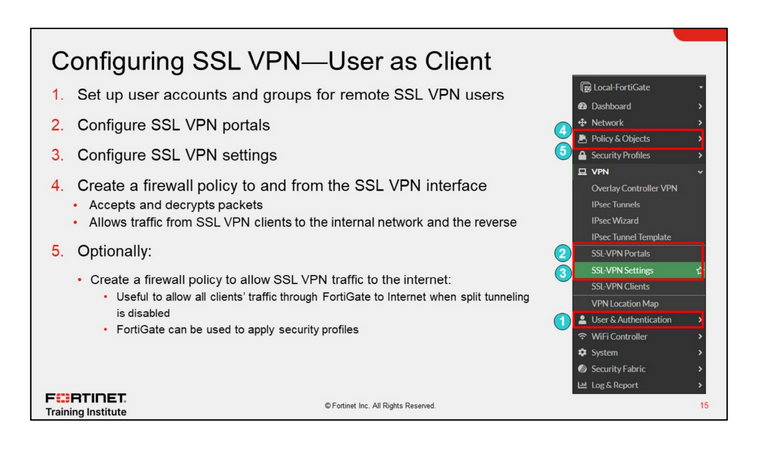 Configuring SSL VPN—User as Client
1. Set up user accounts and groups for remote SSL VPN users
2. Configure SSL VPN portals
3. Configure SSL VPN settings
4. Create a firewall policy to and from the SSL VPN interface
• Accepts and decrypts packets
• Allows traffic from SSL VPN clients to the internal network and the reverse
5. Optionally:
• Create a firewall policy to allow SSL VPN traffic to the internet:
• Useful to allow all clients' traffic through FortiGate to Internet when split tunneling
is disabled
• FortiGate can be used to apply security profiles
Local-FortiGate
Dashboard
Network
4
Policy & Objects
5
Security Profiles
VPN
Overlay Controller VPN
IPsec Tunnels
IPsec Wizard
IPsec Tunnel Template
2
SSL-VPN Portals
3
SSL-VPN Settings
SSL-VPN Clients
VPN Location Map
1
User & Authentication
WiFi Controller
System
Security Fabric
Log & Report
FORTINET
Training Institute
© Fortinet Inc. All Rights Reserved.
15